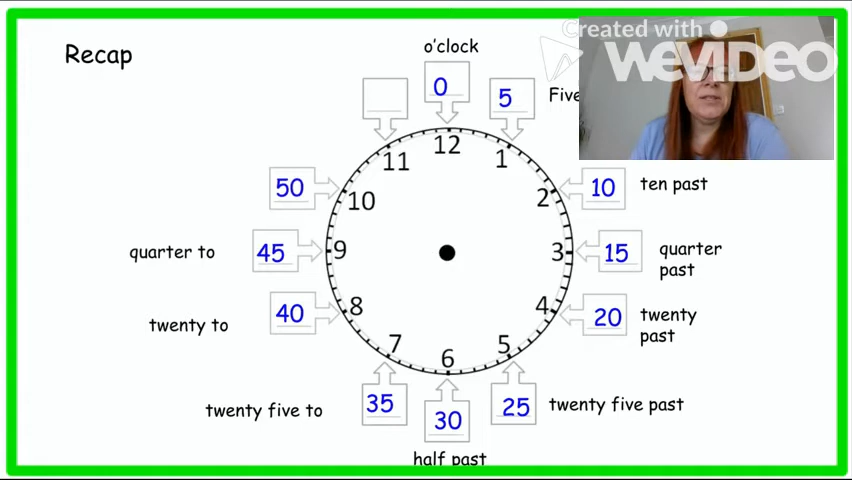 Recap
Created with
WEVIDEO
o'clock
0
5
Five
12
11
1
50
10
2
10
ten past
quarter to
45
9
3
15
quarter
past
40
8
4
20
twenty
past
twenty to
7
6
5
twenty five to
35
30
25
twenty five past
half past